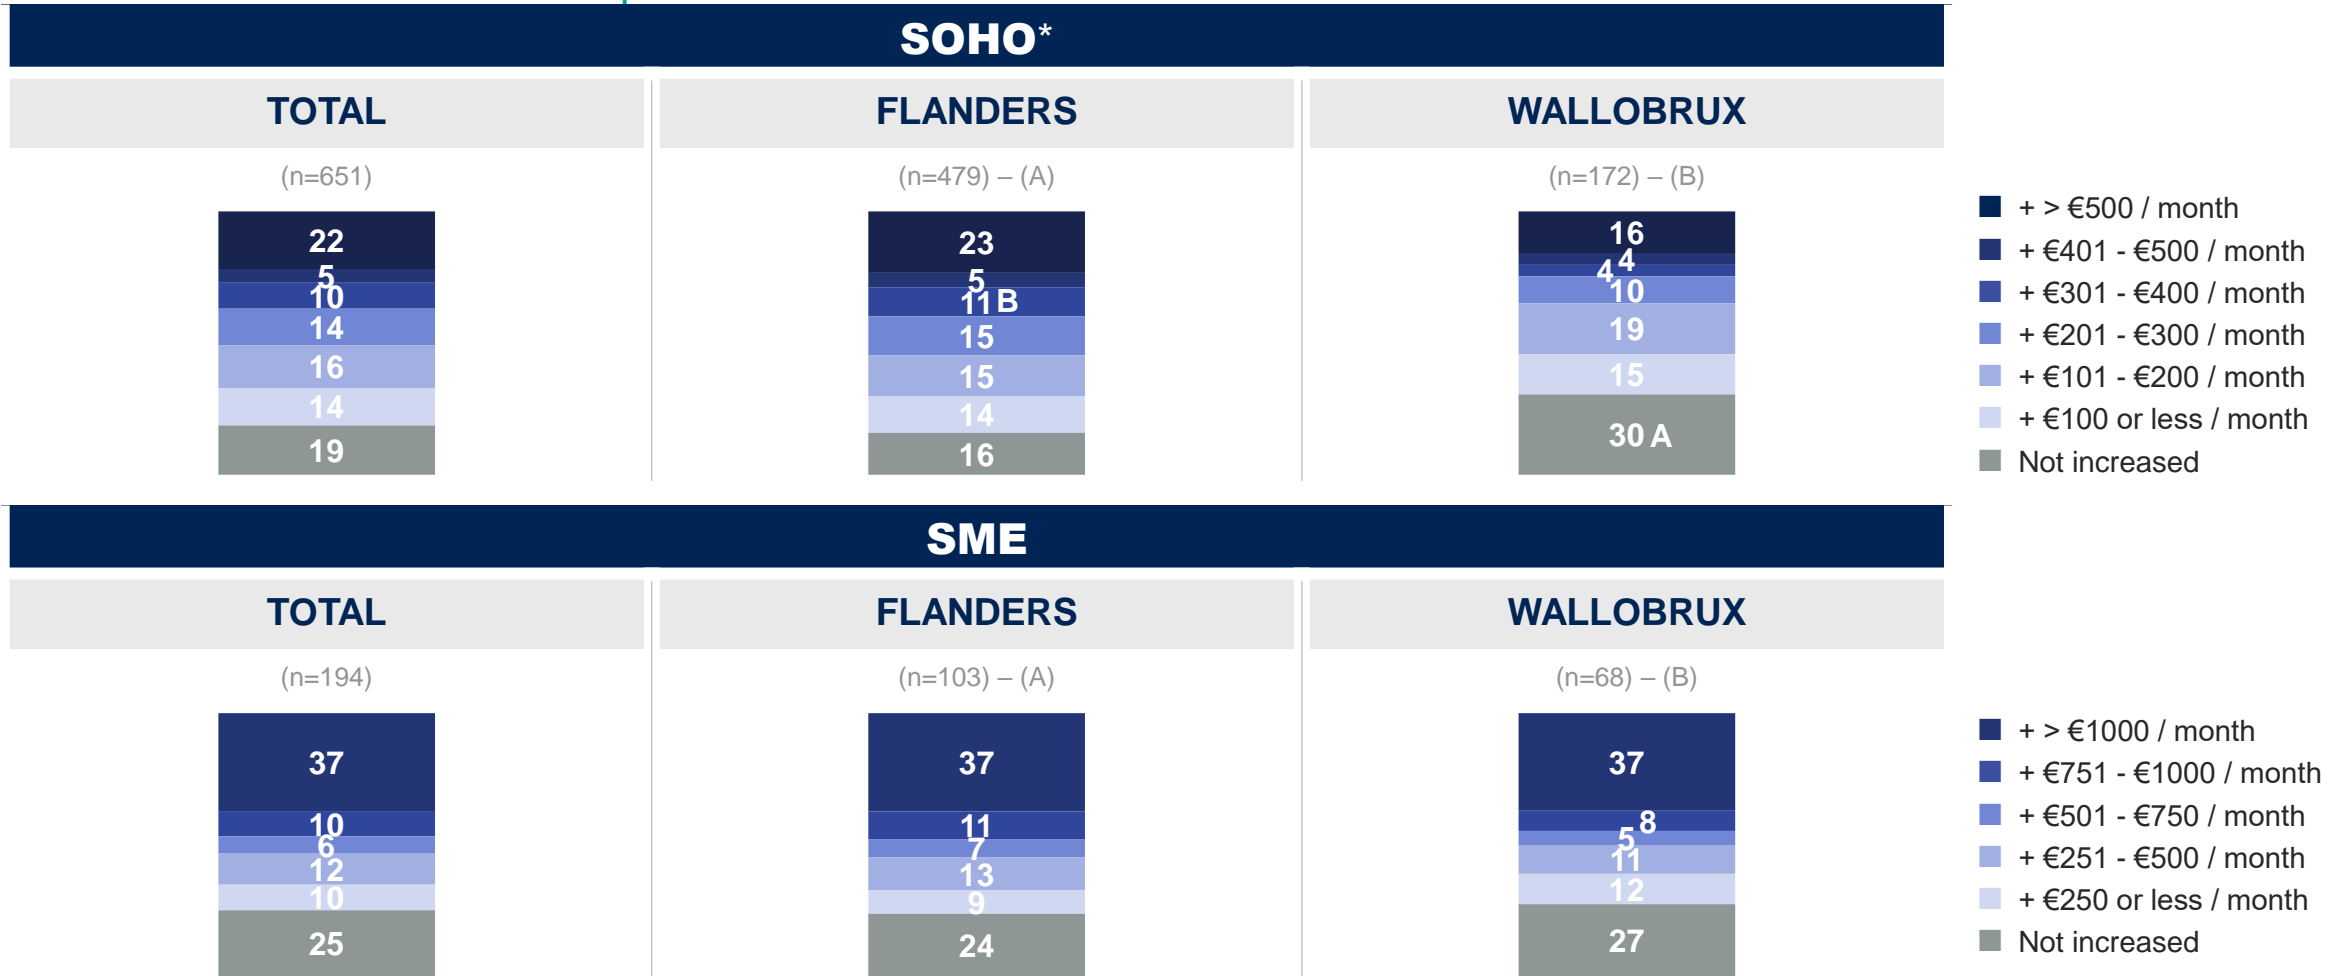 SOHO*
TOTAL
FLANDERS
WALLOBRUX
(n=651)
(n=479) – (A)
(n=172) – (B)
22
5
10
14
16
14
19
23
5
11 B
15
15
14
16
16
4
4
10
19
15
30 A
+ > €500 / month
+ €401 - €500 / month
+ €301 - €400 / month
+ €201 - €300 / month
+ €101 - €200 / month
+ €100 or less / month
Not increased
SME
TOTAL
FLANDERS
WALLOBRUX
(n=194)
(n=103) – (A)
(n=68) – (B)
37
10
6
12
10
25
37
11
7
13
9
24
37
8
5
11
12
27
+ > €1000 / month
+ €751 - €1000 / month
+ €501 - €750 / month
+ €251 - €500 / month
+ €250 or less / month
Not increased